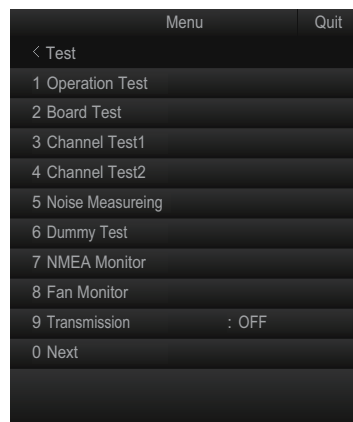 Menu Quit
< Test
1 Operation Test
2 Board Test
3 Channel Test1
4 Channel Test2
5 Noise Measureing
6 Dummy Test
7 NMEA Monitor
8 Fan Monitor
9 Transmission : OFF
0 Next